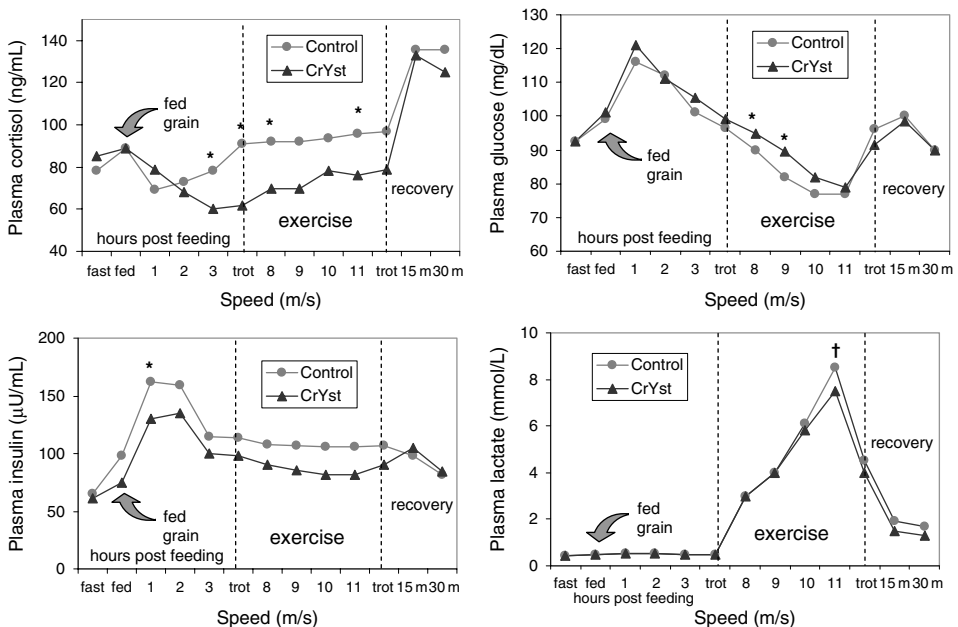 Plasma cortisol (ng/mL)
140
120
100
80
60
40
Control
CrYst
fed
grain
*
*
*
*
recovery
exercise
hours post feeding
fast fed 1 2 3 trot 8 9 10 11 trot 15 m 30 m
Speed (m/s)
Plasma glucose (mg/dL)
130
120
110
100
90
80
70
60
Control
CrYst
*
*
fed
grain
recovery
exercise
hours post feeding
fast fed 1 2 3 trot 8 9 10 11 trot 15 m 30 m
Speed (m/s)
Plasma insulin (µU/mL)
200
150
100
50
0
*
Control
CrYst
fed
grain
recovery
exercise
hours post feeding
fast fed 1 2 3 trot 8 9 10 11 trot 15 m 30 m
Speed (m/s)
Plasma lactate (mmol/L)
10
8
6
4
2
0
†
Control
CrYst
recovery
fed
grain
exercise
fast fed 1 2 3 trot 8 9 10 11 trot 15 m 30 m
hours post feeding
Speed (m/s)